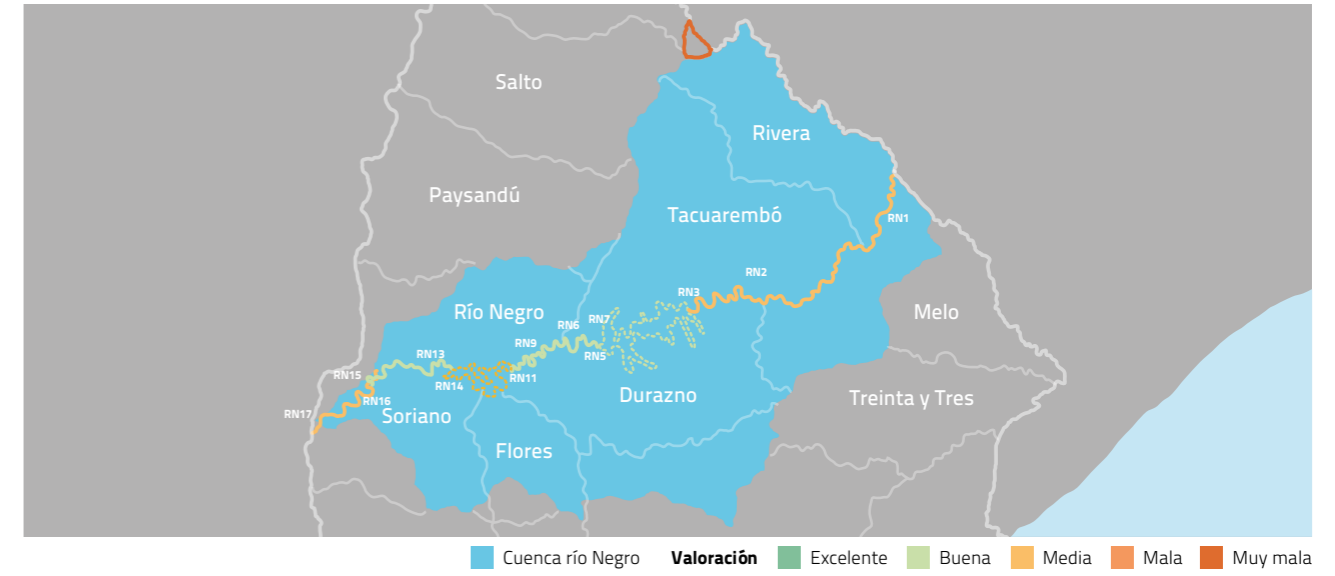 Salto
Rivera
Paysandú
Tacuarembó
RN1
RN2
RN3
Melo
Río Negro
RN7
RN6
RN9
RN5
RN13
RN15
RN14
RN11
Durazno
Treinta y Tres
RN16
RN17
Soriano
Flores
Cuenca río Negro Valoración Excelente Buena Media Mala Muy mala